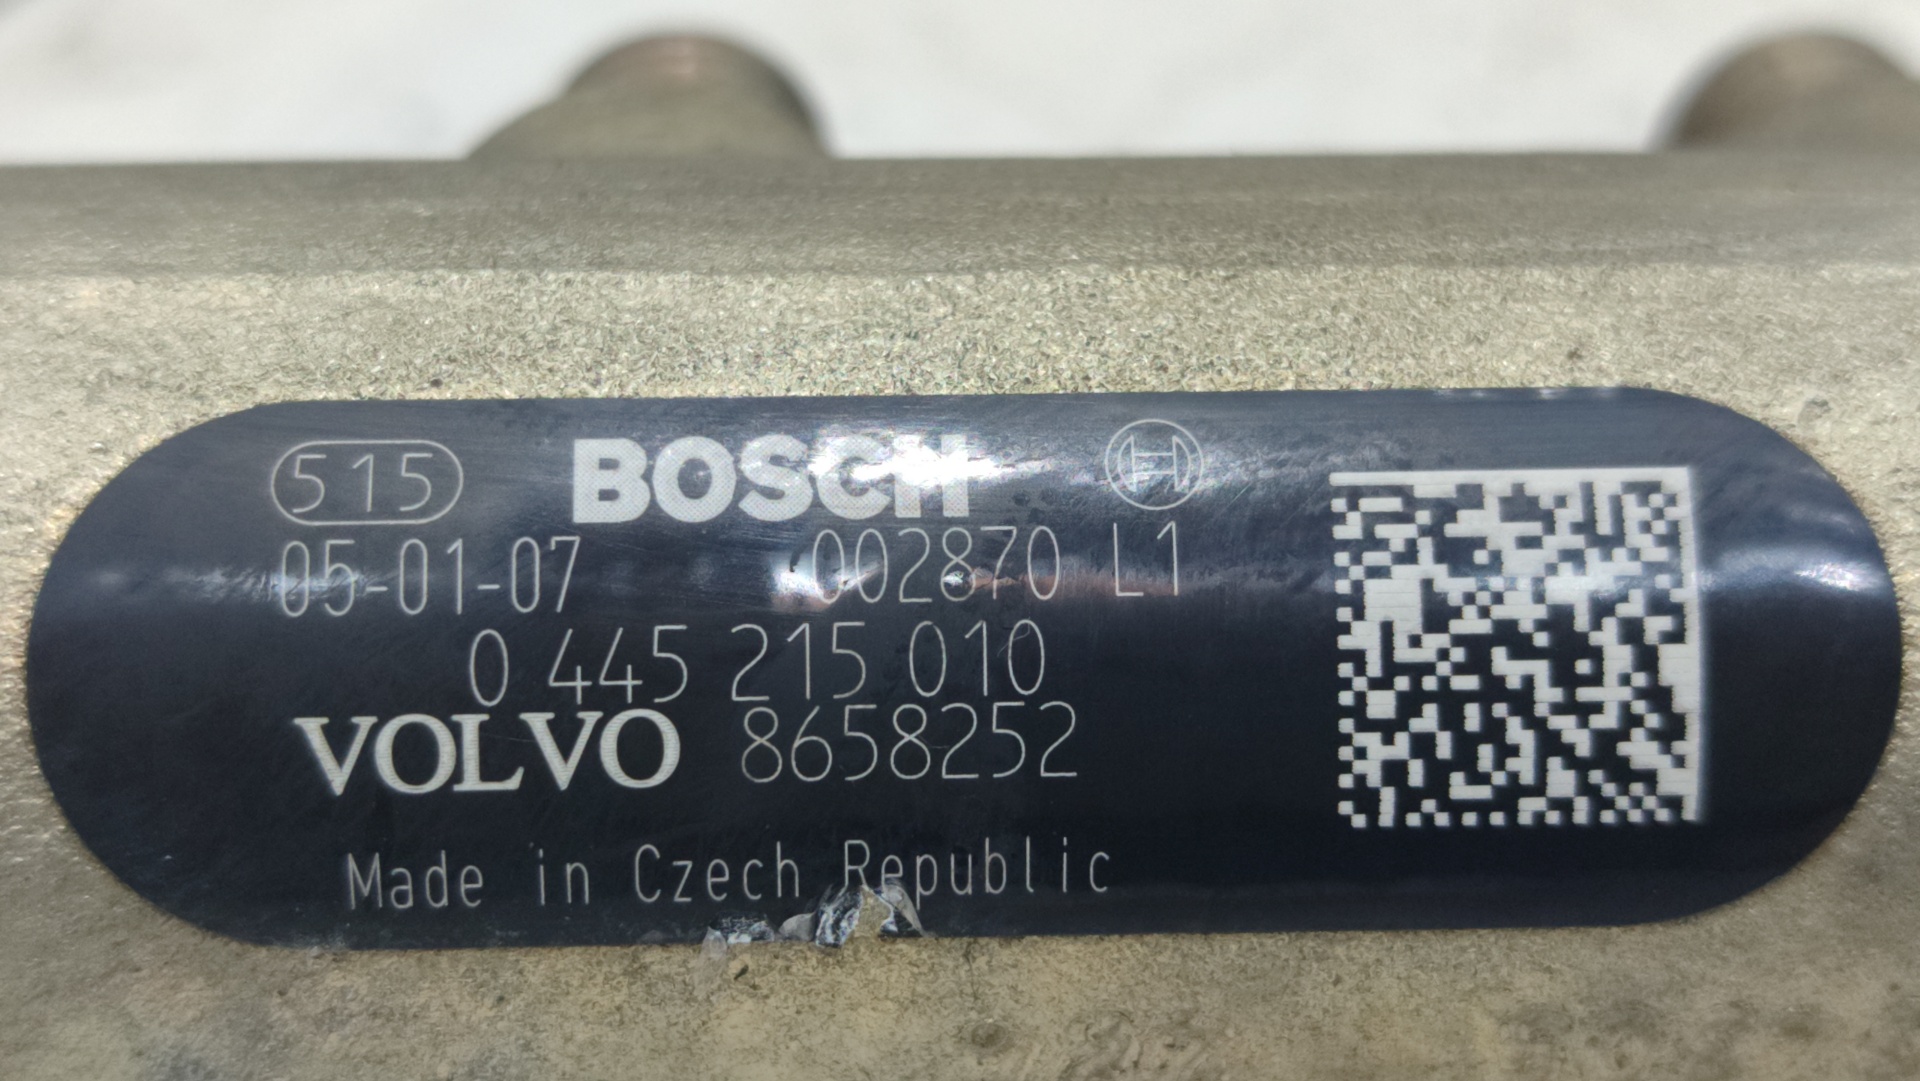 515 BOSCH
05-01-07 002870 L1
0 445 215 010
VOLVO 8658252
Made in Czech Republic